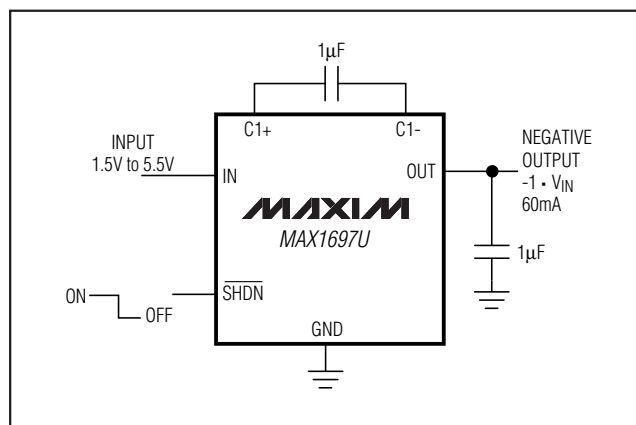 1μF
C1+ C1-
INPUT
1.5V to 5.5V
IN
OUT
NEGATIVE
OUTPUT
-1 • VIN
60mA
MAXIM
MAX1697U
1μF
ON
OFF
SHDN
GND